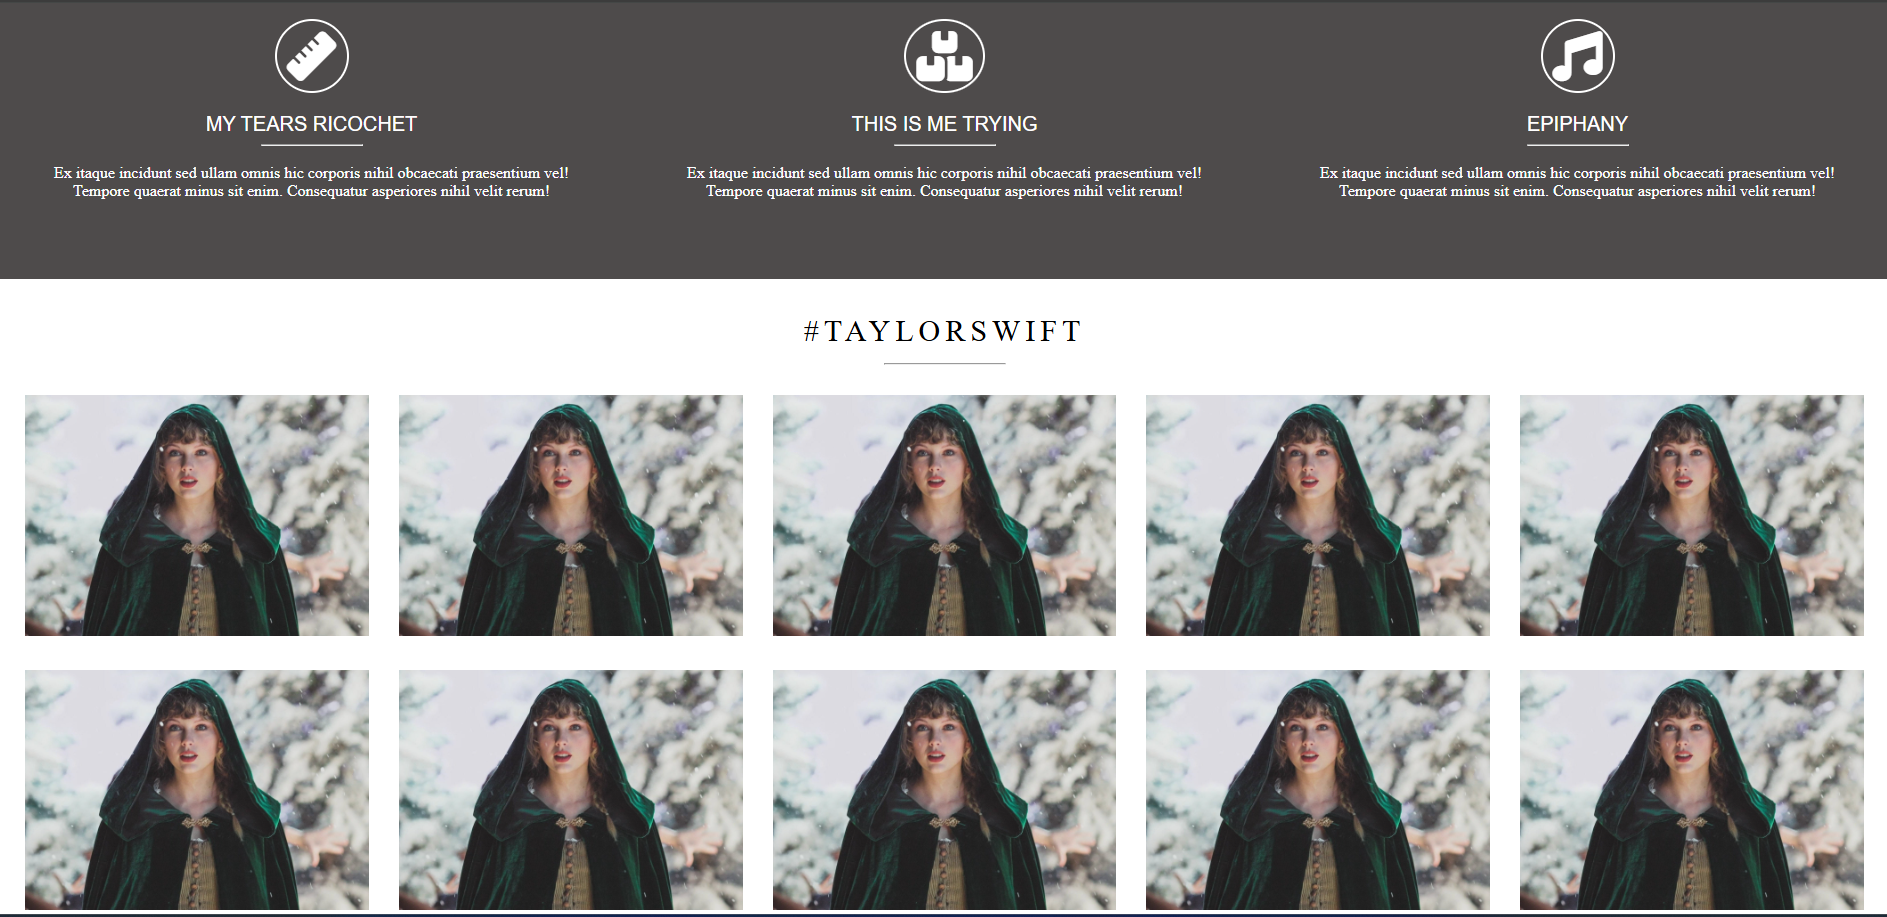 MY TEARS RICOCHET
Ex itaque incidunt sed ullam omnis hic corporis nihil obcaecati praesentium vel!
Tempore quaerat minus sit enim. Consequatur asperiores nihil velit rerum!
THIS IS ME TRYING
Ex itaque incidunt sed ullam omnis hic corporis nihil obcaecati praesentium vel!
Tempore quaerat minus sit enim. Consequatur asperiores nihil velit rerum!
EPIPHANY
Ex itaque incidunt sed ullam omnis hic corporis nihil obcaecati praesentium vel!
Tempore quaerat minus sit enim. Consequatur asperiores nihil velit rerum!
#TAYLORSWIFT